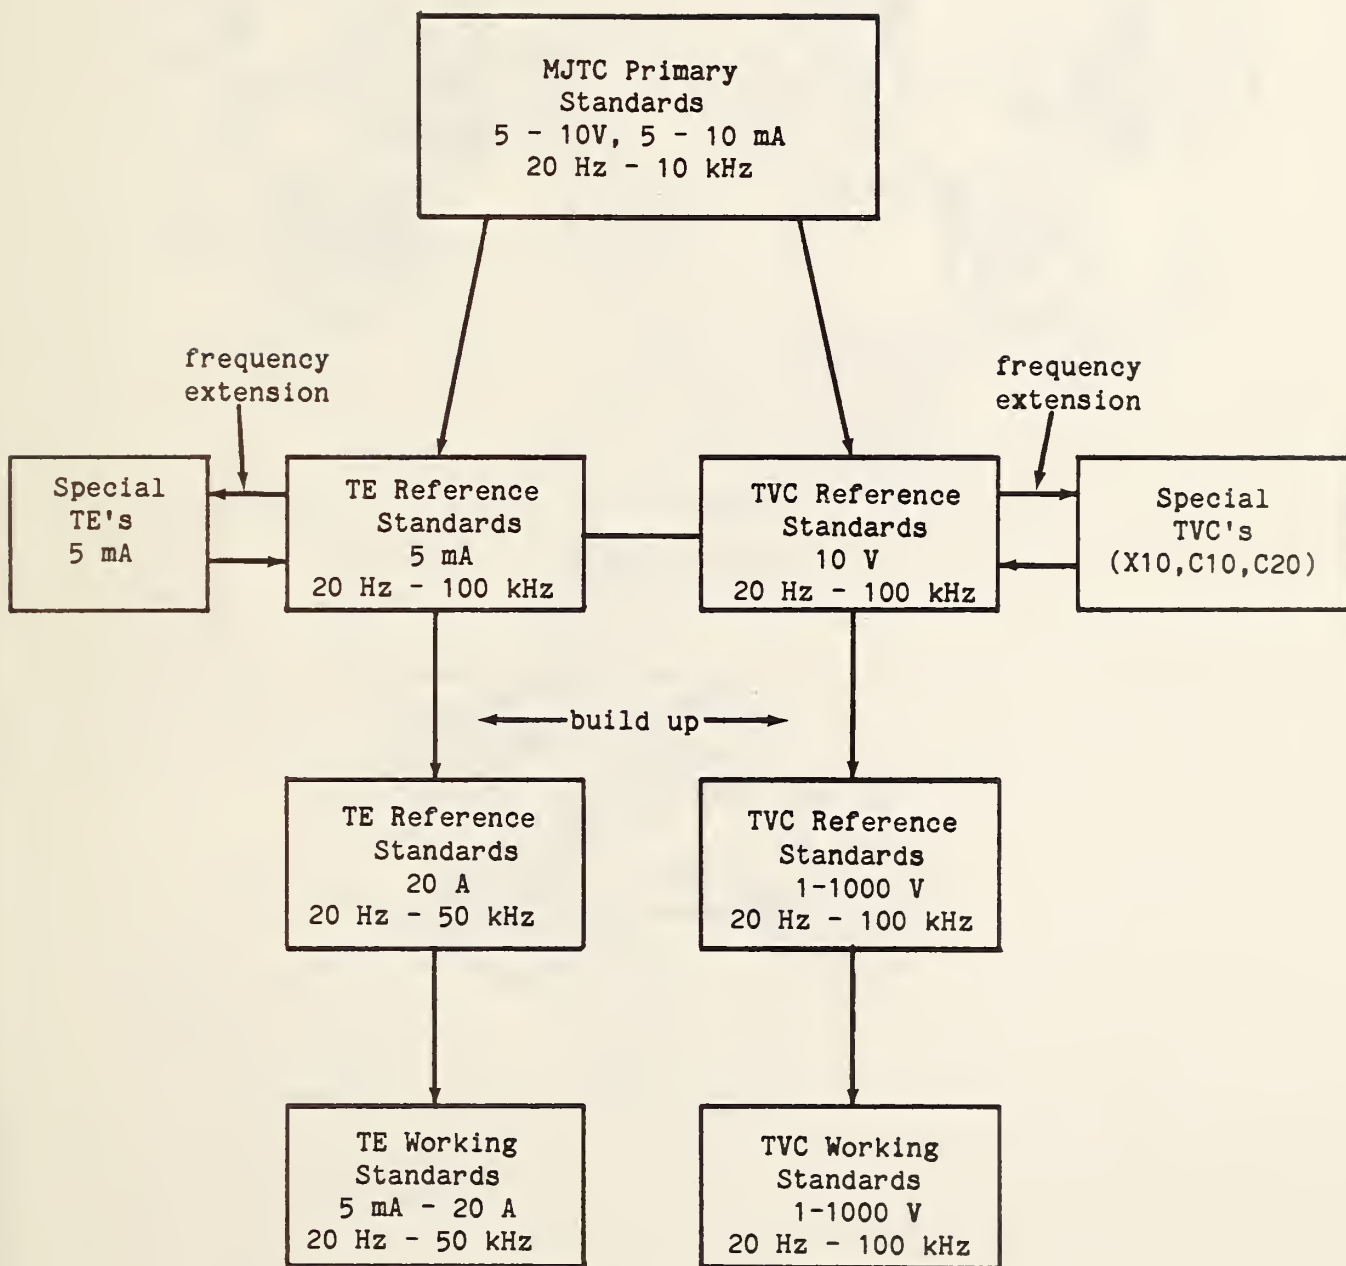 MJTC Primary
Standards
5 - 10V, 5 - 10 mA
20 Hz - 10 kHz
frequency
extension
frequency
extension
Special
TE's
5 mA
TE Reference
Standards
5 mA
20 Hz - 100 kHz
TVC Reference
Standards
10 V
20 Hz - 100 kHz
Special
TVC's
(X10,C10,C20)
build up
TE Reference
Standards
20 A
20 Hz - 50 kHz
TVC Reference
Standards
1-1000 V
20 Hz - 100 kHz
TE Working
Standards
5 mA - 20 A
20 Hz - 50 kHz
TVC Working
Standards
1-1000 V
20 Hz - 100 kHz